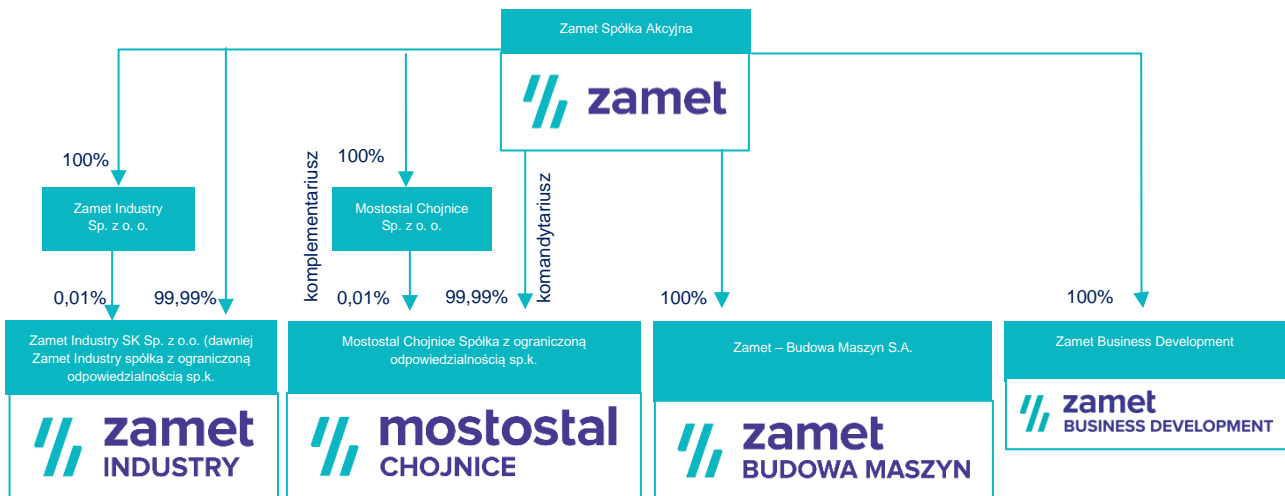 Zamet Spółka Akcyjna
zamet
100%
Zamet Industry
Sp. z o. o.
0,01%
99,99%
komplementariusz
100%
Mostostal Chojnice
Sp. z o. o.
0,01%
99,99%
komandytariusz
100%
100%
Zamet Industry SK Sp. z o.o. (dawniej
Zamet Industry spółka z ograniczoną
odpowiedzialnością sp.k.
zamet
INDUSTRY
Mostostal Chojnice Spółka z ograniczoną
odpowiedzialnością sp.k.
mostostal
CHOJNICE
Zamet – Budowa Maszyn S.A.
zamet
BUDOWA MASZYN
Zamet Business Development
zamet
BUSINESS DEVELOPMENT